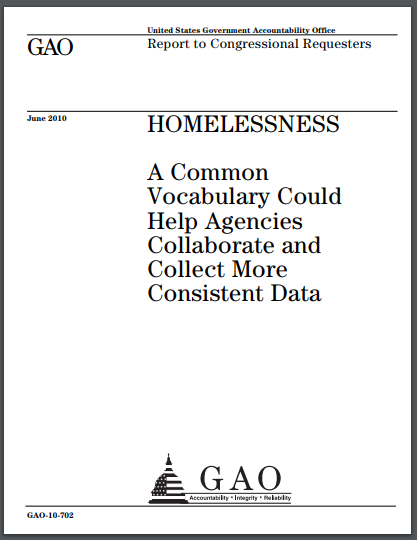 United States Government Accountability Office
GAO
Report to Congressional Requesters
June 2010
HOMELESSNESS
A Common
Vocabulary Could
Help Agencies
Collaborate and
Collect More
Consistent Data
GAO
Accountability * Integrity * Reliability
GAO-10-702